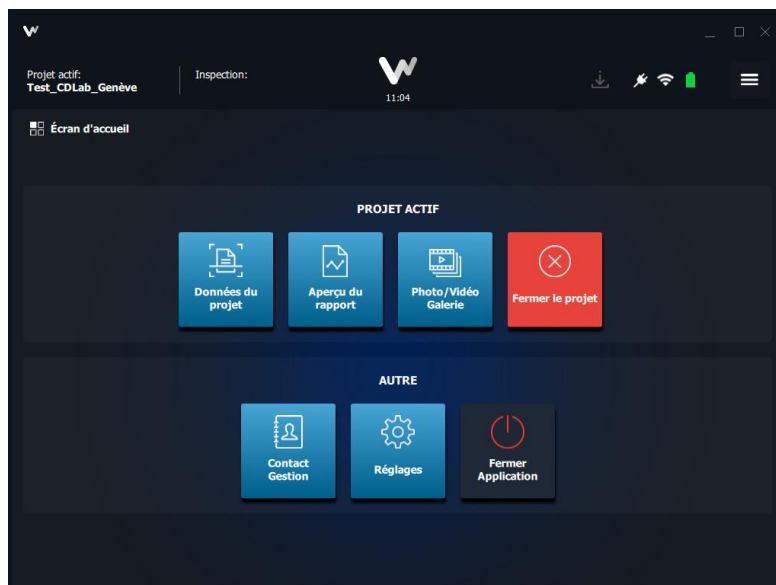 Projet actif:
Test_CDLab_Genève
Inspection:
11:04
Écran d'accueil
PROJET ACTIF
Données du
projet
Aperçu du
rapport
Photo/Vidéo
Galerie
Fermer le projet
AUTRE
Contact
Gestion
Réglages
Fermer
Application